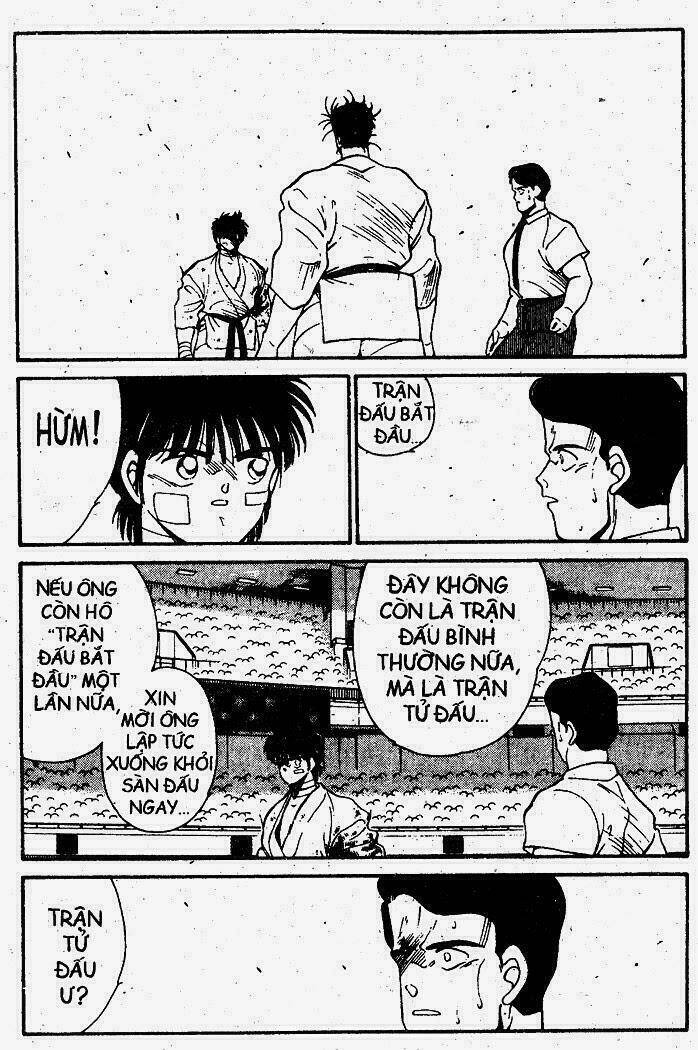 HỪM!
TRẬN
ĐẤU BẮT
ĐẦU...
NẾU ÔNG
CÒN HÔ
"TRẬN
ĐẤU BẮT
ĐẦU" MỘT
LẦN NỮA,
XIN
MỜI ÔNG
LẬP TỨC
XUỐNG KHỎI
SÀN ĐẤU
NGAY...
ĐÂY KHÔNG
CÒN LÀ TRẬN
ĐẤU BÌNH
THƯỜNG NỮA,
MÀ LÀ TRẬN
TỬ ĐẤU...
TRẬN
TỬ
ĐẤU
Ư?